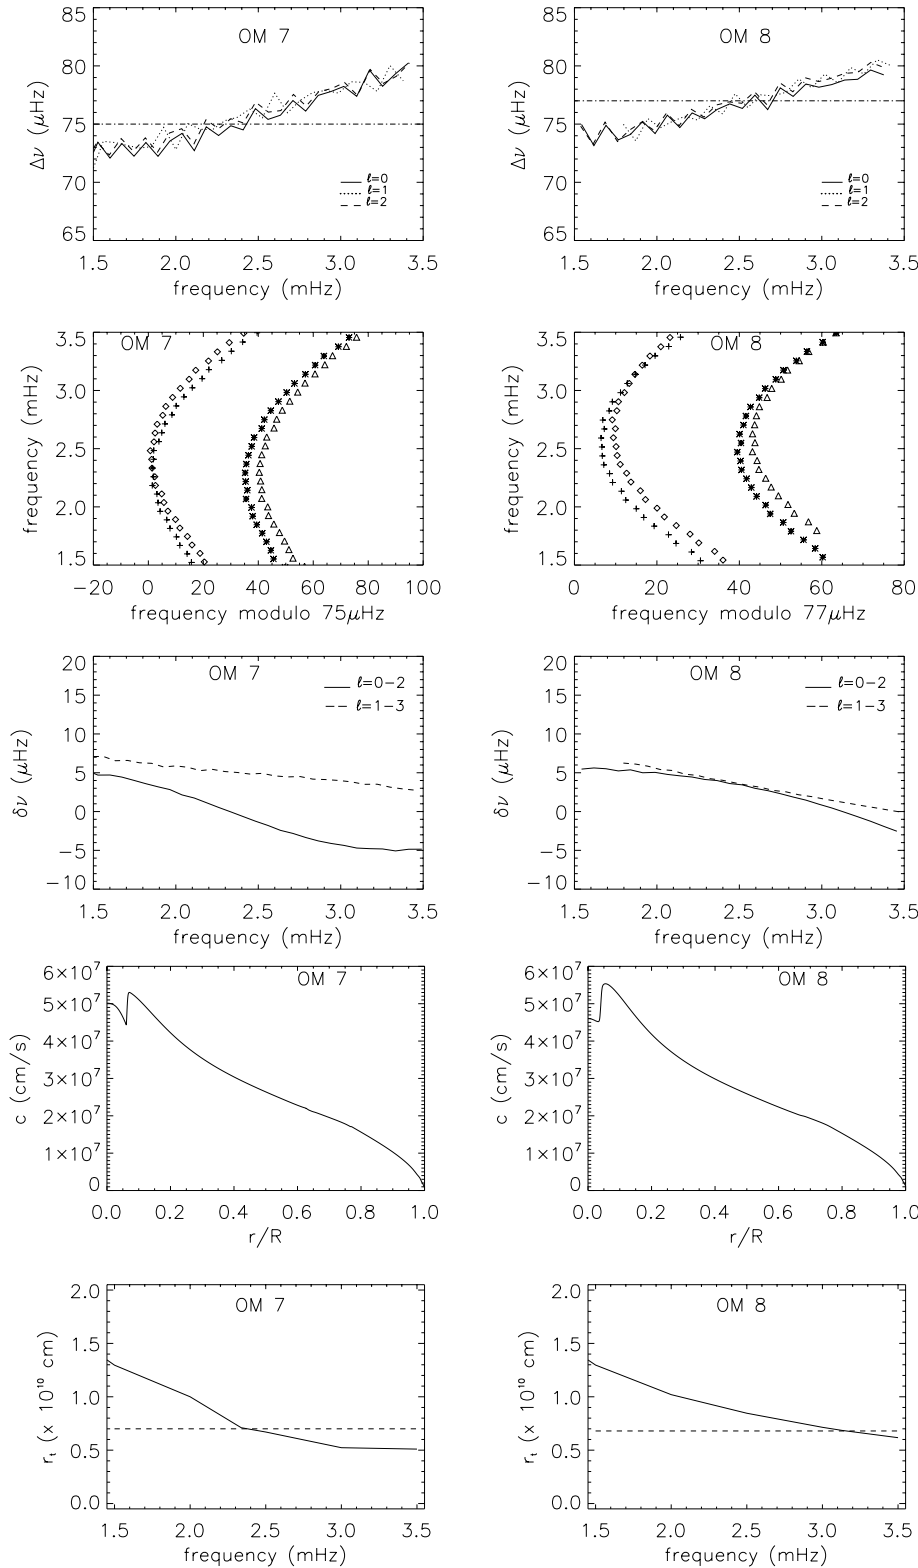 OM 7
85
80
75
70
65
Δν (μHz)
ℓ=0
ℓ=1
ℓ=2
1.5 2.0 2.5 3.0 3.5
frequency (mHz)
OM 8
85
80
75
70
65
Δν (μHz)
ℓ=0
ℓ=1
ℓ=2
1.5 2.0 2.5 3.0 3.5
frequency (mHz)
OM 7
3.5
3.0
2.5
2.0
1.5
frequency (mHz)
−20 0 20 40 60 80 100
frequency modulo 75μHz
OM 8
3.5
3.0
2.5
2.0
1.5
frequency (mHz)
0 20 40 60 80
frequency modulo 77μHz
OM 7
20
15
10
5
0
−5
−10
δν (μHz)
ℓ=0−2
ℓ=1−3
1.5 2.0 2.5 3.0 3.5
frequency (mHz)
OM 8
20
15
10
5
0
−5
−10
δν (μHz)
ℓ=0−2
ℓ=1−3
1.5 2.0 2.5 3.0 3.5
frequency (mHz)
OM 7
6×10⁷
5×10⁷
4×10⁷
3×10⁷
2×10⁷
1×10⁷
0
c (cm/s)
0.0 0.2 0.4 0.6 0.8 1.0
r/R
OM 8
6×10⁷
5×10⁷
4×10⁷
3×10⁷
2×10⁷
1×10⁷
0
c (cm/s)
0.0 0.2 0.4 0.6 0.8 1.0
r/R
OM 7
2.0
1.5
1.0
0.5
0.0
rₜ (x 10¹⁰ cm)
1.5 2.0 2.5 3.0 3.5
frequency (mHz)
OM 8
2.0
1.5
1.0
0.5
0.0
rₜ (x 10¹⁰ cm)
1.5 2.0 2.5 3.0 3.5
frequency (mHz)